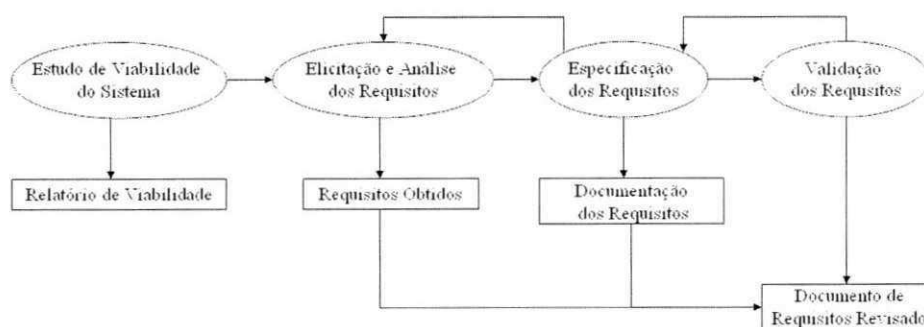 Estudo de Viabilidade
do Sistema
Elicitação e Análise
dos Requisitos
Especificação
dos Requisitos
Validação
dos Requisitos
Relatório de Viabilidade
Requisitos Obtidos
Documentação
dos Requisitos
Documento de
Requisitos Revisado